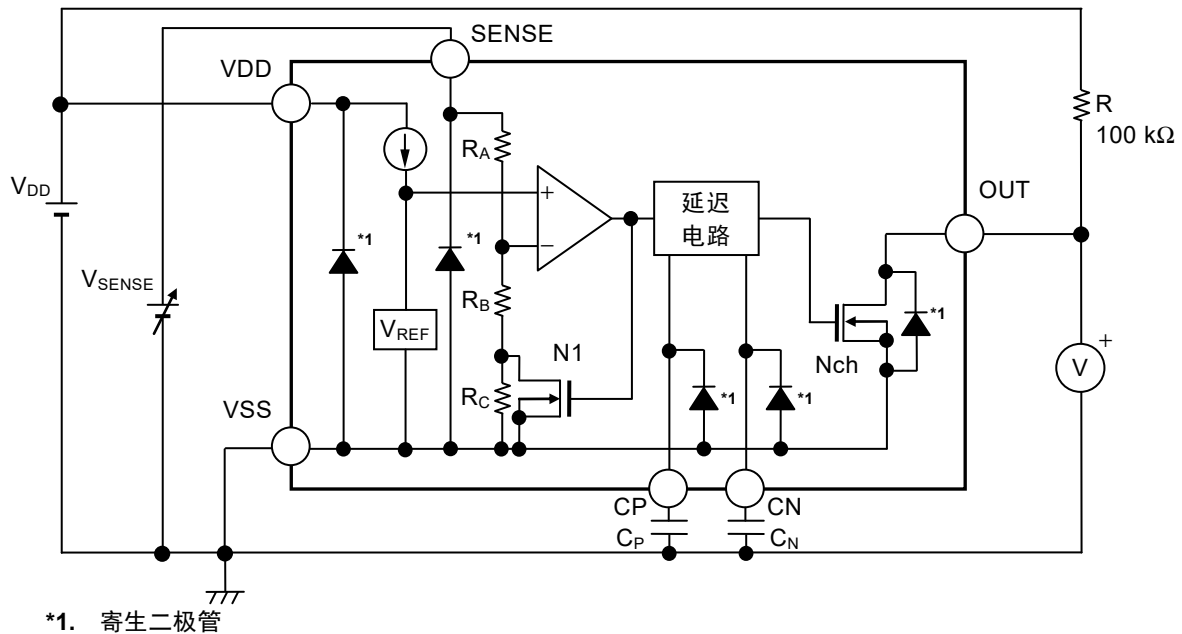 SENSE
VDD
R
100 kΩ
RA
VDD
+
−
延迟
电路
OUT
*1
*1
VSENSE
RB
VREF
*1
N1
Nch
+
V
RC
*1
*1
VSS
CP
CN
CP
CN
*1. 寄生二极管